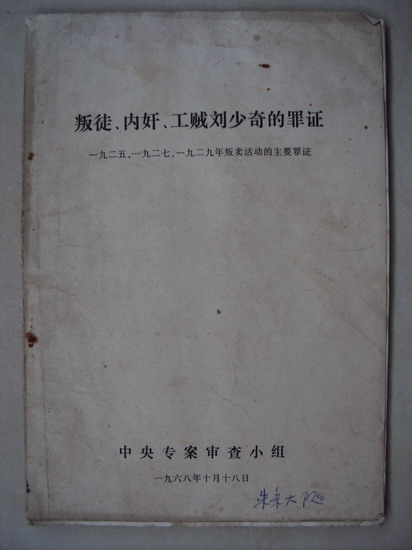 叛徒、内奸、工贼刘少奇的罪证
一九二五、一九二七、一九二九年叛卖活动的主要罪证
中央专案审查小组
一九六八年十月十八日
大队